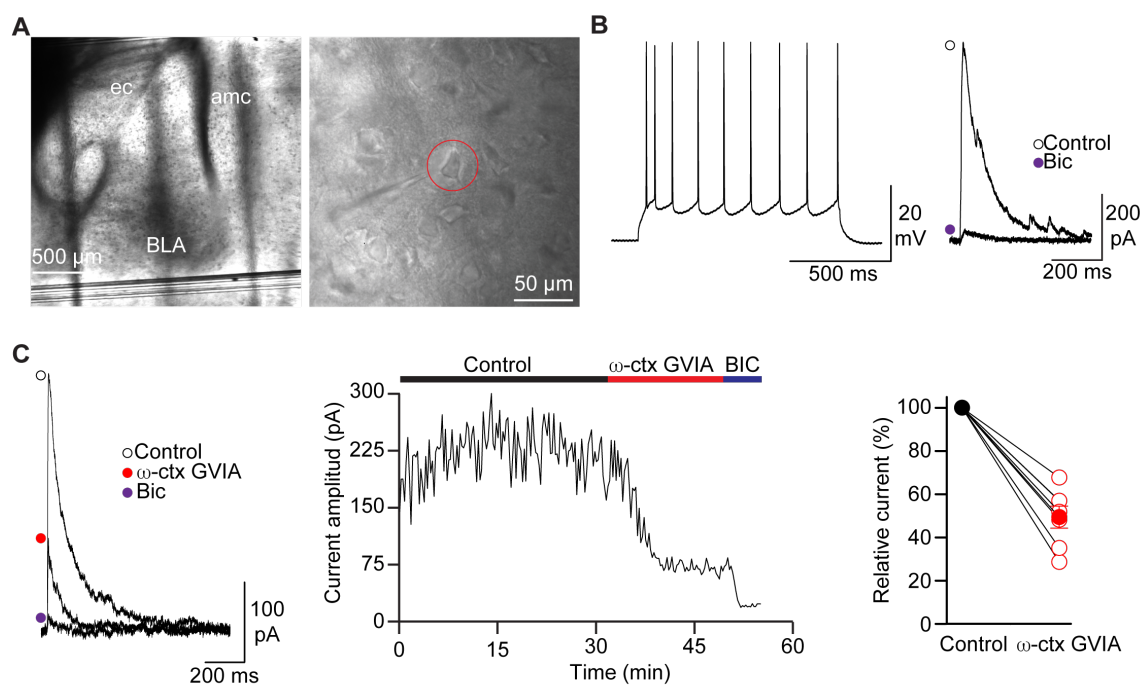 A
ec
amc
BLA
500 µm
50 µm
B
Control
Bic
20
mV
500 ms
200
pA
200 ms
C
Control
ω-ctx GVIA
Bic
100
pA
200 ms
Control ω-ctx GVIA BIC
Current amplitud (pA)
300
225
150
75
0
0 15 30 45 60
Time (min)
Relative current (%)
100
80
60
40
20
0
Control ω-ctx GVIA